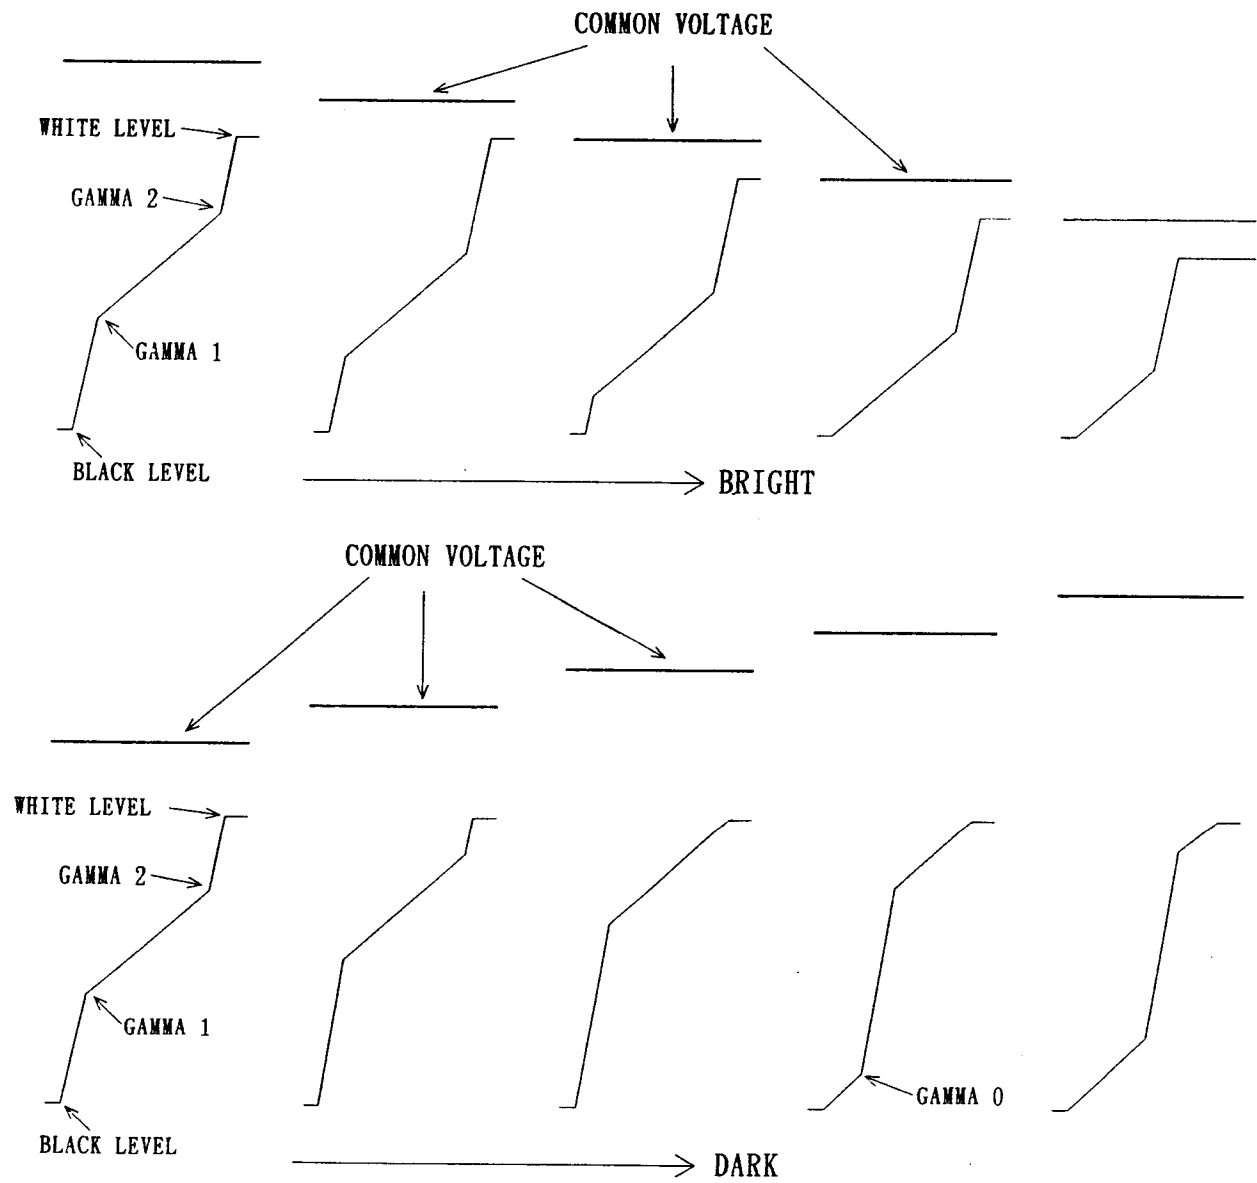 COMMON VOLTAGE
WHITE LEVEL
GAMMA 2
GAMMA 1
BLACK LEVEL
BRIGHT
COMMON VOLTAGE
WHITE LEVEL
GAMMA 2
GAMMA 1
GAMMA 0
BLACK LEVEL
DARK